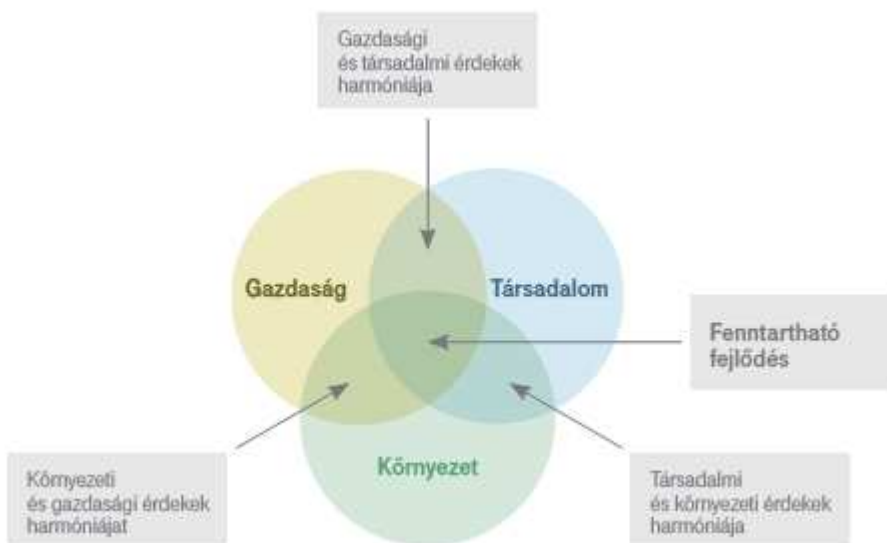 Gazdasági
és társadalmi érdekek
harmóniája
Gazdaság
Társadalom
Fenntartható
fejlődés
Környezet
Környezeti
és gazdasági érdekek
harmóniáját
Társadalmi
és környezeti érdekek
harmóniája